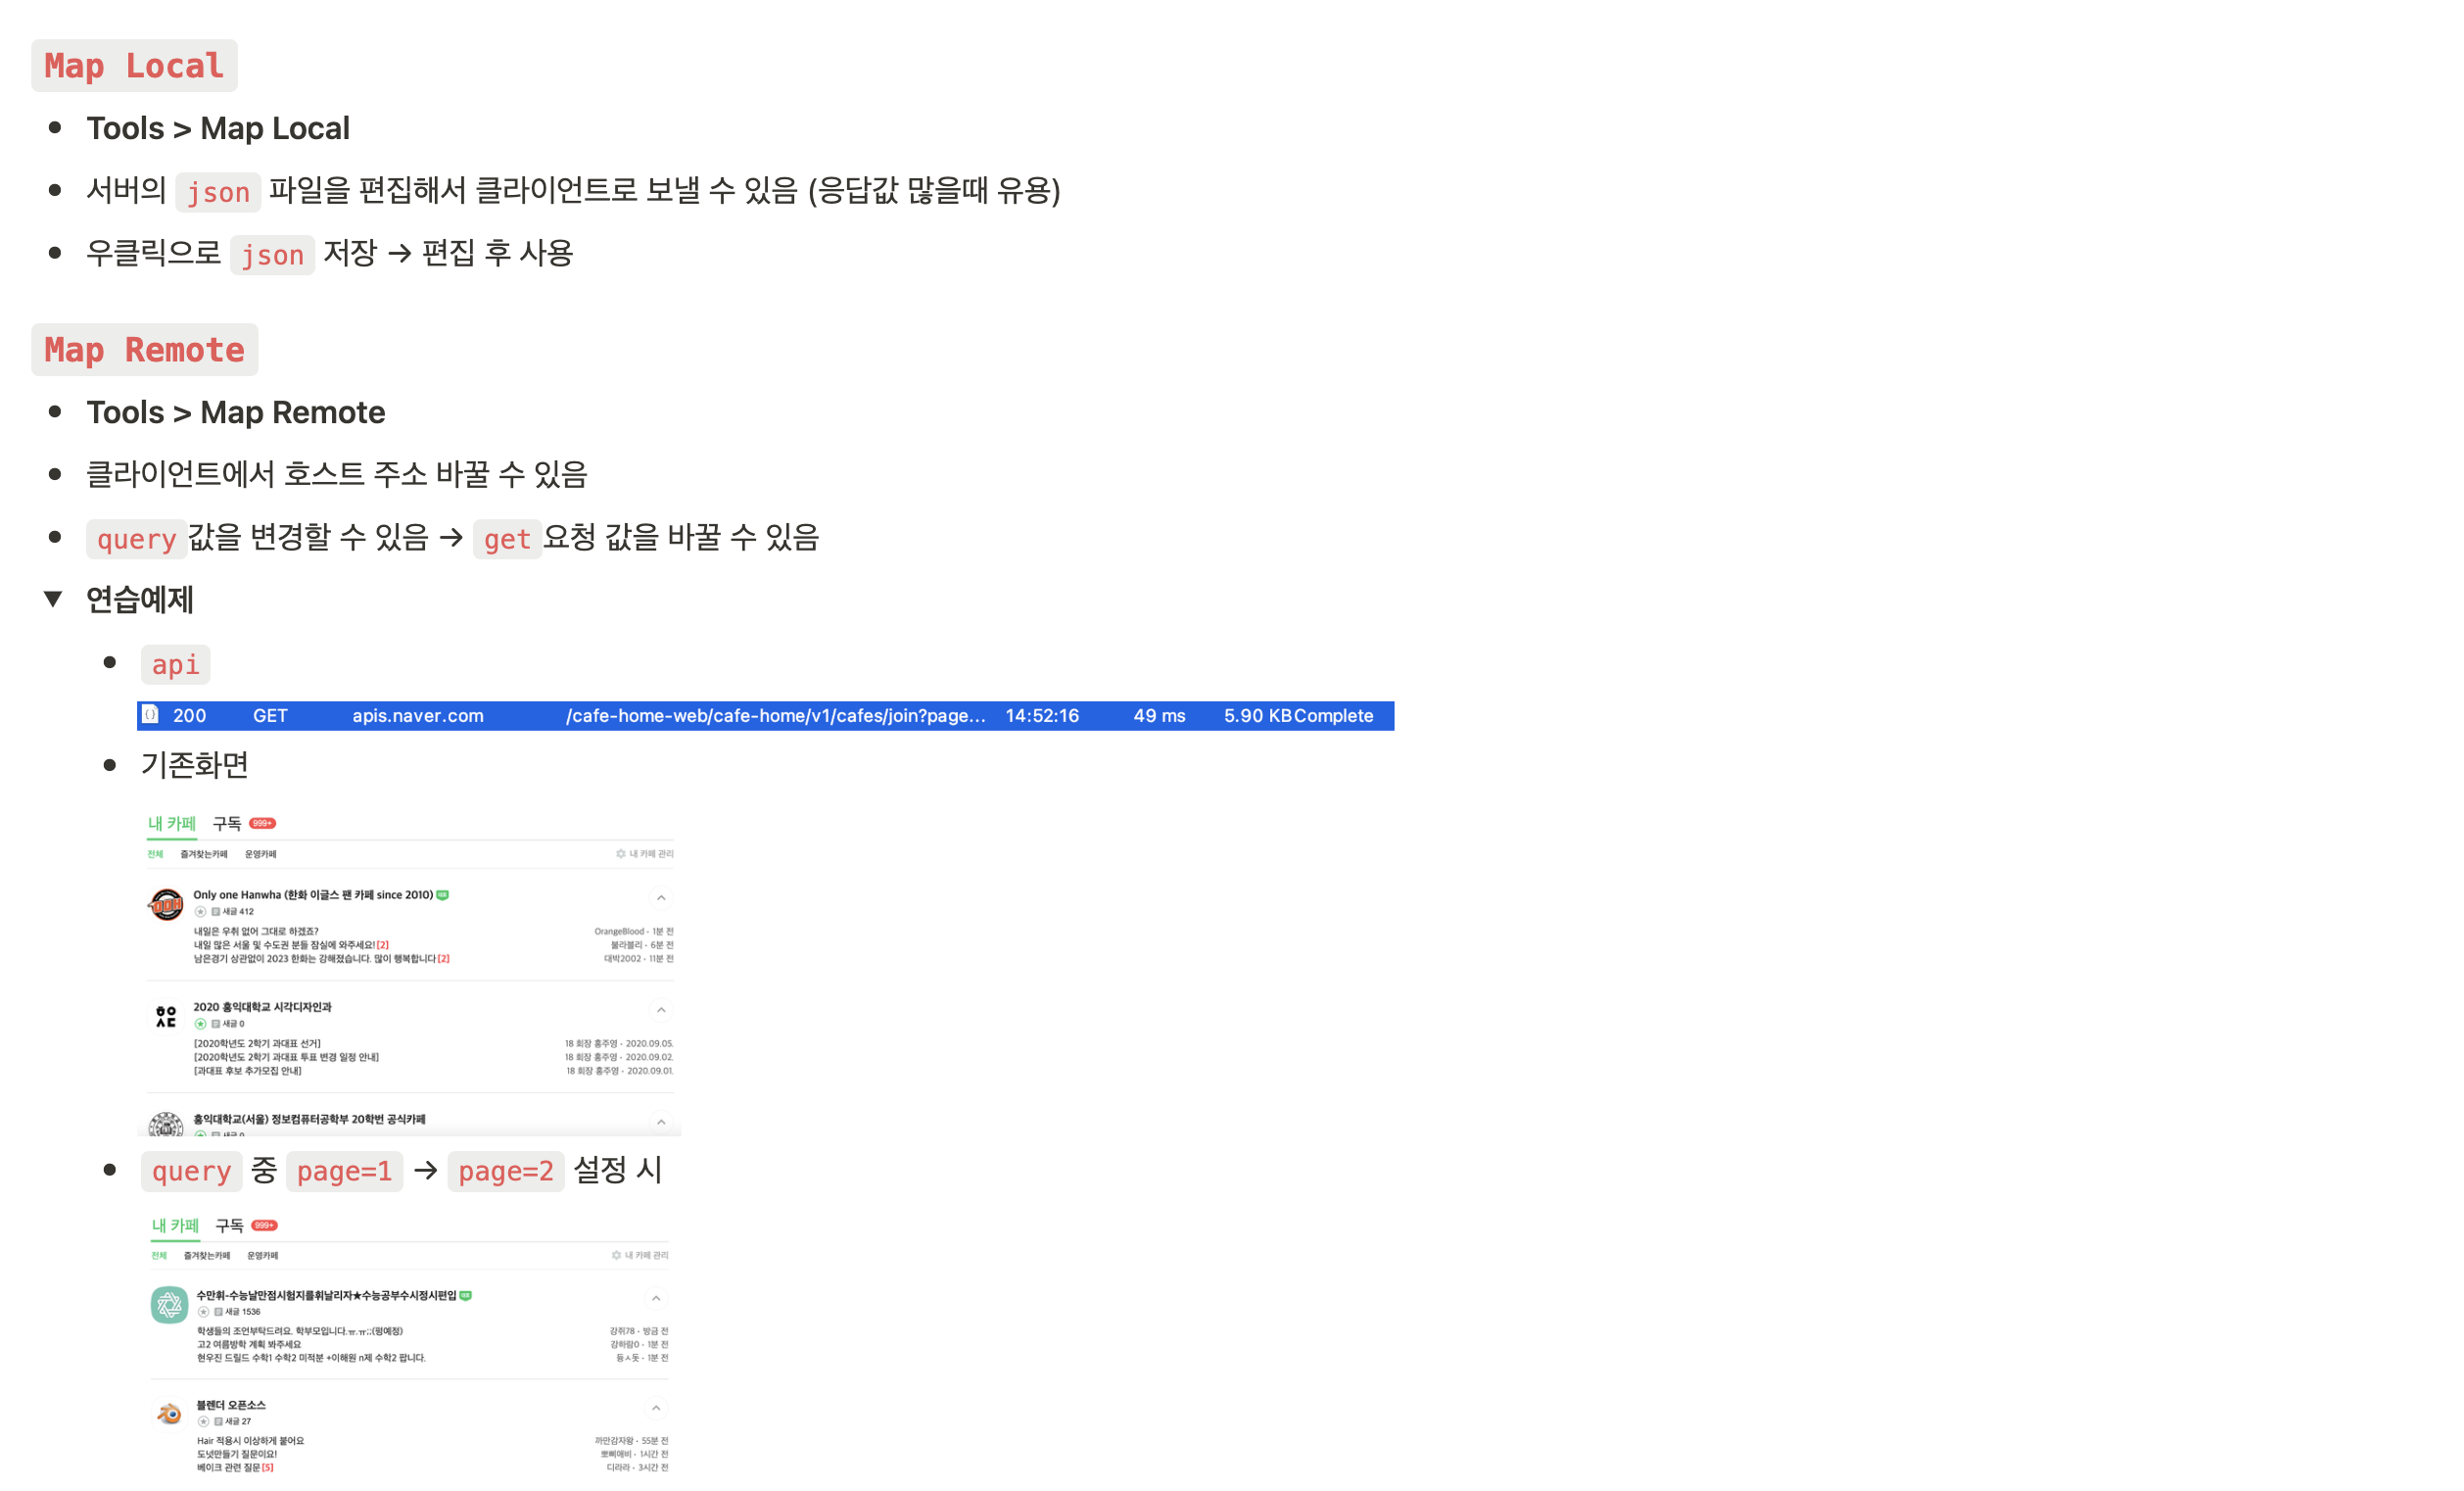 Map Local
Tools > Map Local
서버의 json 파일을 편집해서 클라이언트로 보낼 수 있음 (응답값 많을때 유용)
우클릭으로 json 저장 → 편집 후 사용
Map Remote
Tools > Map Remote
클라이언트에서 호스트 주소 바꿀 수 있음
query값을 변경할 수 있음 → get요청 값을 바꿀 수 있음
연습예제
api
200 GET apis.naver.com /cafe-home-web/cafe-home/v1/cafes/join?page... 14:52:16 49 ms 5.90 KB Complete
기존화면
내 카페 구독 999+
전체 즐겨찾는카페 운영카페 내 카페 관리
Only one Hanwha (한화 이글스 팬 카페 since 2010)
새글 412
내일은 우취 없어 그대로 하겠죠? OrangeBlood · 1분 전
내일 많은 서울 및 수도권 분들 잠실에 와주세요! [2] 불라불리 · 6분 전
남은경기 상관없이 2023 한화는 강해졌습니다. 많이 행복합니다 [2] 대박2002 · 11분 전
2020 홍익대학교 시각디자인과
새글 0
[2020학년도 2학기 과대표 선거] 18 회장 홍주영 · 2020.09.05.
[2020학년도 2학기 과대표 투표 변경 일정 안내] 18 회장 홍주영 · 2020.09.02.
[과대표 후보 추가모집 안내] 18 회장 홍주영 · 2020.09.01.
홍익대학교(서울) 정보컴퓨터공학부 20학번 공식카페
query 중 page=1 → page=2 설정 시
내 카페 구독 999+
전체 즐겨찾는카페 운영카페 내 카페 관리
수만휘-수능날만점시험지를휘날리자★수능공부수시정시편입
새글 1536
학생들의 조언부탁드려요. 학부모입니다.ㅠ.ㅠ;;(펑예정) 강쥐78 · 방금 전
고2 여름방학 계획 봐주세요 감하람0 · 1분 전
현우진 드릴드 수학1 수학2 미적분 +이해원 n제 수학2 팝니다. 1분 전
블렌더 오픈소스
새글 27
Hair 적용시 이상하게 붙어요 까만감자왕 · 55분 전
도넛만들기 질문이요! 1시간 전
베이크 관련 질문 [5] 디라라 · 3시간 전